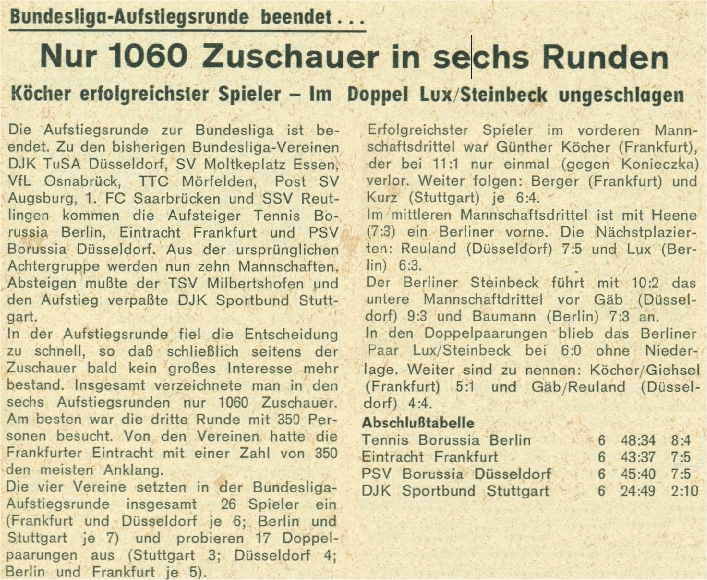 Bundesliga-Aufstiegsrunde beendet . . .
Nur 1060 Zuschauer in sechs Runden
Köcher erfolgreichster Spieler – Im Doppel Lux/Steinbeck ungeschlagen
Die Aufstiegsrunde zur Bundesliga ist be-
endet. Zu den bisherigen Bundesliga-Vereinen
DJK TuSA Düsseldorf, SV Moltkeplatz Essen,
VfL Osnabrück, TTC Mörfelden, Post SV
Augsburg, 1. FC Saarbrücken und SSV Reut-
lingen kommen die Aufsteiger Tennis Bo-
russia Berlin, Eintracht Frankfurt und PSV
Borussia Düsseldorf. Aus der ursprünglichen
Achtergruppe werden nun zehn Mannschaften.
Absteigen mußte der TSV Milbertshofen und
den Aufstieg verpaßte DJK Sportbund Stutt-
gart.
In der Aufstiegsrunde fiel die Entscheidung
zu schnell, so daß schließlich seitens der
Zuschauer bald kein großes Interesse mehr
bestand. Insgesamt verzeichnete man in den
sechs Aufstiegsrunden nur 1060 Zuschauer.
Am besten war die dritte Runde mit 350 Per-
sonen besucht. Von den Vereinen hatte die
Frankfurter Eintracht mit einer Zahl von 350
den meisten Anklang.
Die vier Vereine setzten in der Bundesliga-
Aufstiegsrunde insgesamt 26 Spieler ein
(Frankfurt und Düsseldorf je 6; Berlin und
Stuttgart je 7) und probieren 17 Doppel-
paarungen aus (Stuttgart 3; Düsseldorf 4;
Berlin und Frankfurt je 5).
Erfolgreichster Spieler im vorderen Mann-
schaftsdrittel war Günther Köcher (Frankfurt),
der bei 11:1 nur einmal (gegen Konieczka)
verlor. Weiter folgen: Berger (Frankfurt) und
Kurz (Stuttgart) je 6:4.
Im mittleren Mannschaftsdrittel ist mit Heene
(7:3) ein Berliner vorne. Die Nächstplazier-
ten: Reuland (Düsseldorf) 7:5 und Lux (Ber-
lin) 6:3.
Der Berliner Steinbeck führt mit 10:2 das
untere Mannschaftdrittel vor Gäb (Düssel-
dorf) 9:3 und Baumann (Berlin) 7:3 an.
In den Doppelpaarungen blieb das Berliner
Paar Lux/Steinbeck bei 6:0 ohne Nieder-
lage. Weiter sind zu nennen: Köcher/Giehsel
(Frankfurt) 5:1 und Gäb/Reuland (Düssel-
dorf) 4:4.
Abschlußtabelle
Tennis Borussia Berlin 6 48:34 8:4
Eintracht Frankfurt 6 43:37 7:5
PSV Borussia Düsseldorf 6 45:40 7:5
DJK Sportbund Stuttgart 6 24:49 2:10